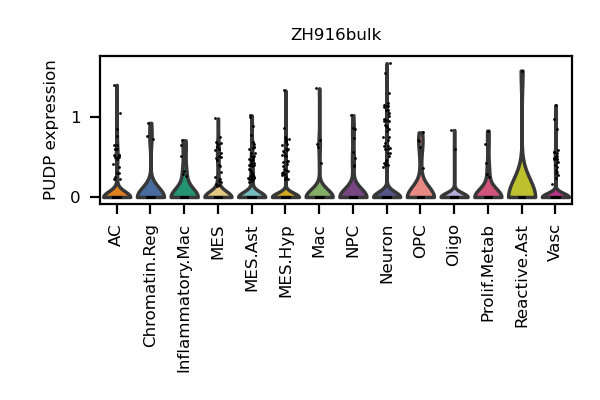 ZH916bulk
PUDP expression
1
0
AC
Chromatin.Reg
Inflammatory.Mac
MES
MES.Ast
MES.Hyp
Mac
NPC
Neuron
OPC
Oligo
Prolif.Metab
Reactive.Ast
Vasc